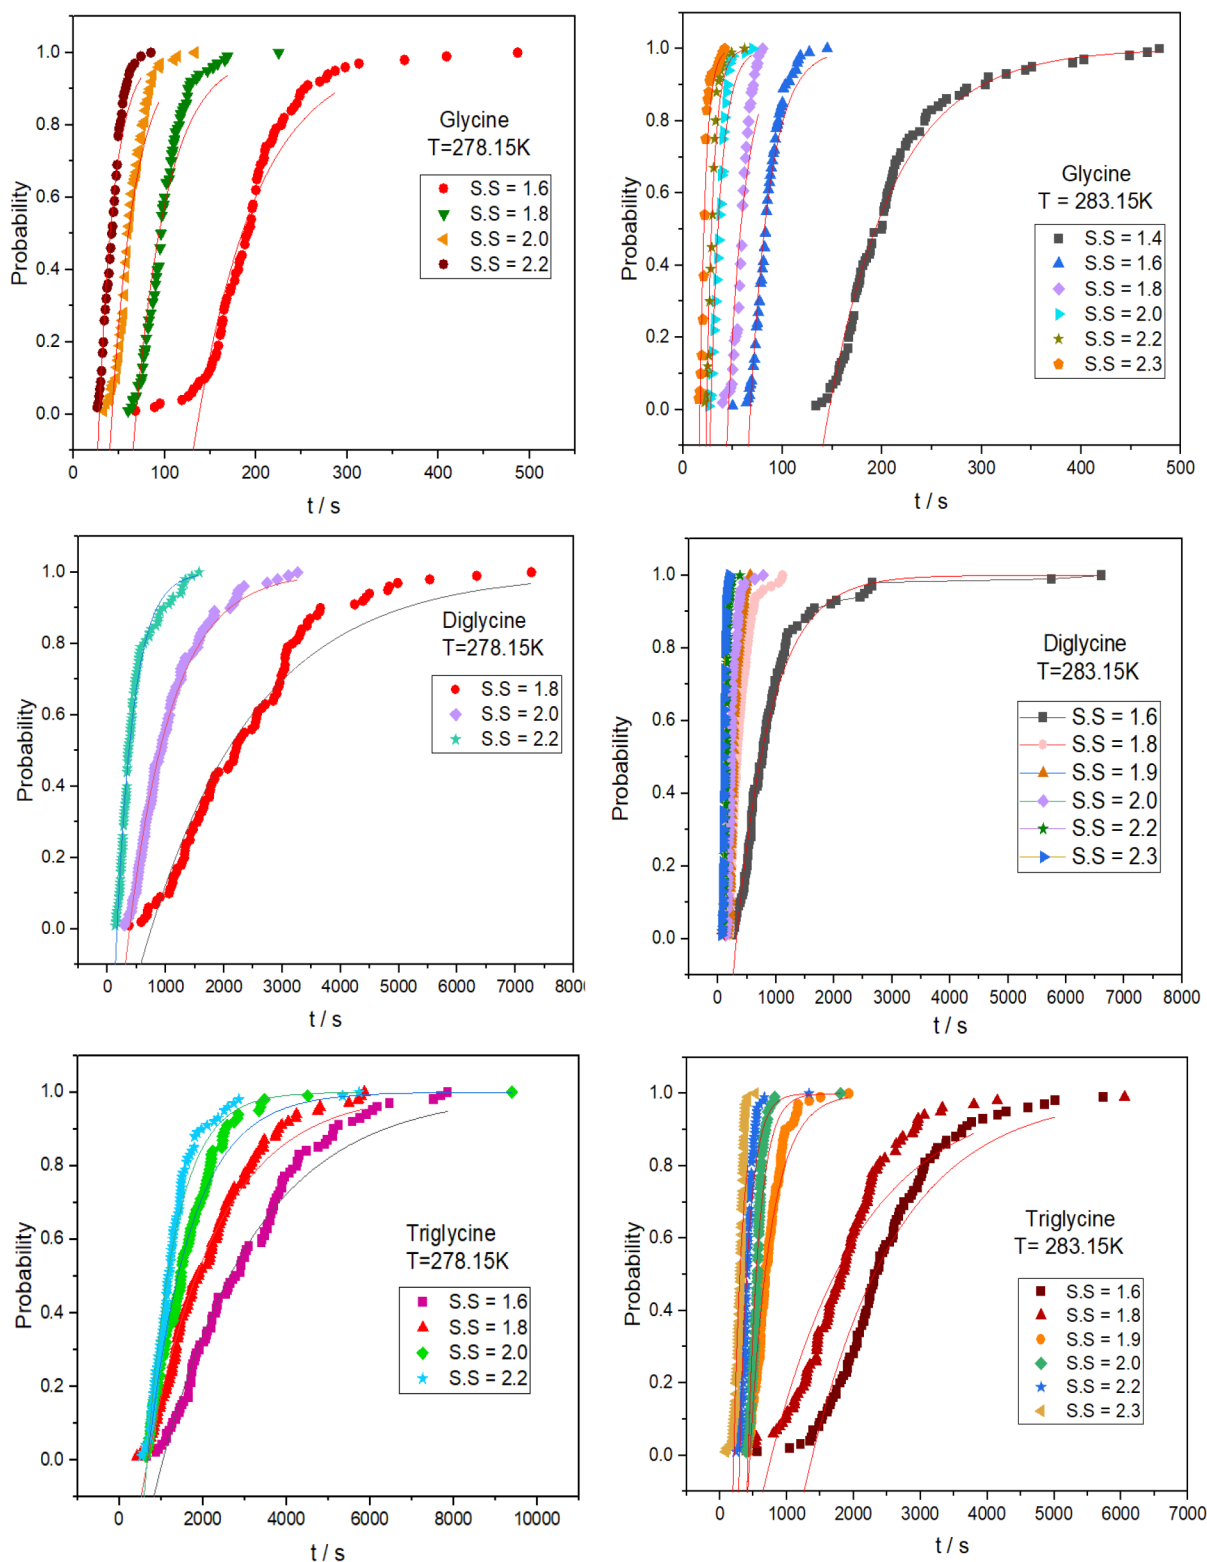 Probability
1.0
0.8
0.6
0.4
0.2
0.0
Glycine
T=278.15K
S.S = 1.6
S.S = 1.8
S.S = 2.0
S.S = 2.2
0 100 200 300 400 500
t / s
Probability
1.0
0.8
0.6
0.4
0.2
0.0
Glycine
T = 283.15K
S.S = 1.4
S.S = 1.6
S.S = 1.8
S.S = 2.0
S.S = 2.2
S.S = 2.3
0 100 200 300 400 500
t / s
Probability
1.0
0.8
0.6
0.4
0.2
0.0
Diglycine
T=278.15K
S.S = 1.8
S.S = 2.0
S.S = 2.2
0 1000 2000 3000 4000 5000 6000 7000 800
t / s
Probability
1.0
0.8
0.6
0.4
0.2
0.0
Diglycine
T=283.15K
S.S = 1.6
S.S = 1.8
S.S = 1.9
S.S = 2.0
S.S = 2.2
S.S = 2.3
0 1000 2000 3000 4000 5000 6000 7000 8000
t / s
Probability
1.0
0.8
0.6
0.4
0.2
0.0
Triglycine
T=278.15K
S.S = 1.6
S.S = 1.8
S.S = 2.0
S.S = 2.2
0 2000 4000 6000 8000 10000
t / s
Probability
1.0
0.8
0.6
0.4
0.2
0.0
Triglycine
T= 283.15K
S.S = 1.6
S.S = 1.8
S.S = 1.9
S.S = 2.0
S.S = 2.2
S.S = 2.3
0 1000 2000 3000 4000 5000 6000 7000
t / s